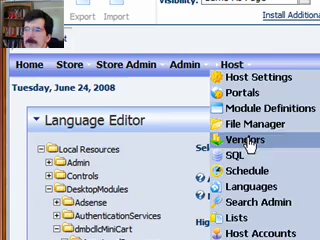 Visibility:
Export Import
Install Additional
Home Store Store Admin Admin Host
Tuesday, June 24, 2008
Host Settings
Portals
Module Definitions
File Manager
Vendors
SQL
Schedule
Languages
Search Admin
Lists
Host Accounts
Language Editor
Local Resources
Admin
Controls
DesktopModules
Adsense
AuthenticationServices
dmbcllcMiniCart